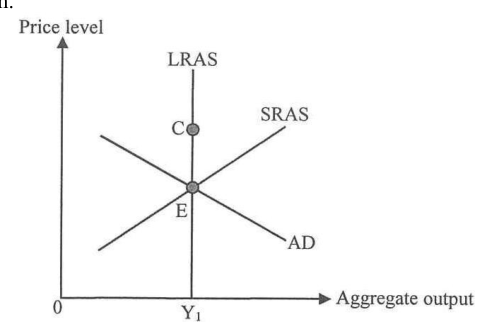 Price level
LRAS
SRAS
C
E
AD
Aggregate output
0
Y₁